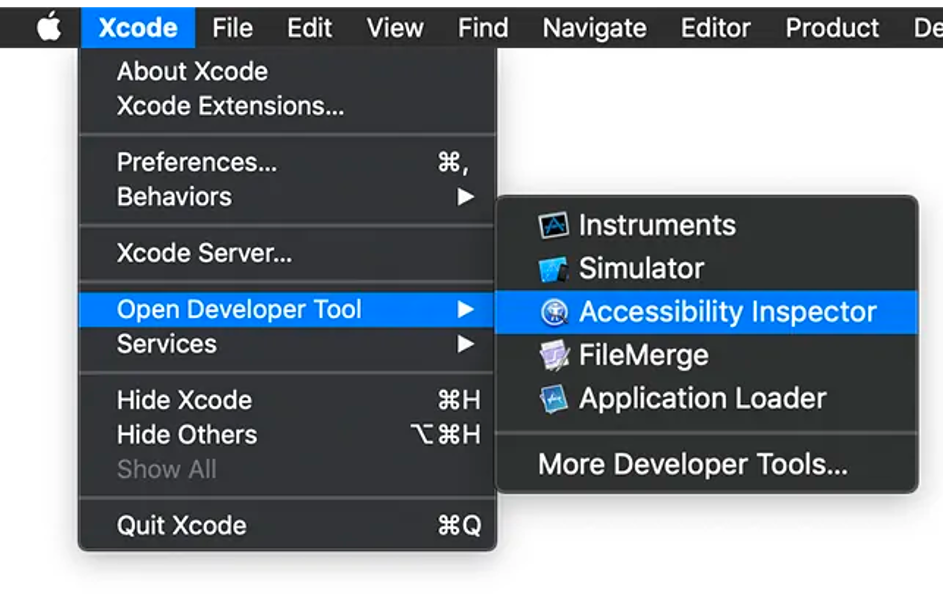 Xcode File Edit View Find Navigate Editor Product De
About Xcode
Xcode Extensions...
Preferences... ⌘,
Behaviors ▶
Xcode Server...
Open Developer Tool ▶
Services ▶
Hide Xcode ⌘H
Hide Others ⌥⌘H
Show All
Quit Xcode ⌘Q
Instruments
Simulator
Accessibility Inspector
FileMerge
Application Loader
More Developer Tools...